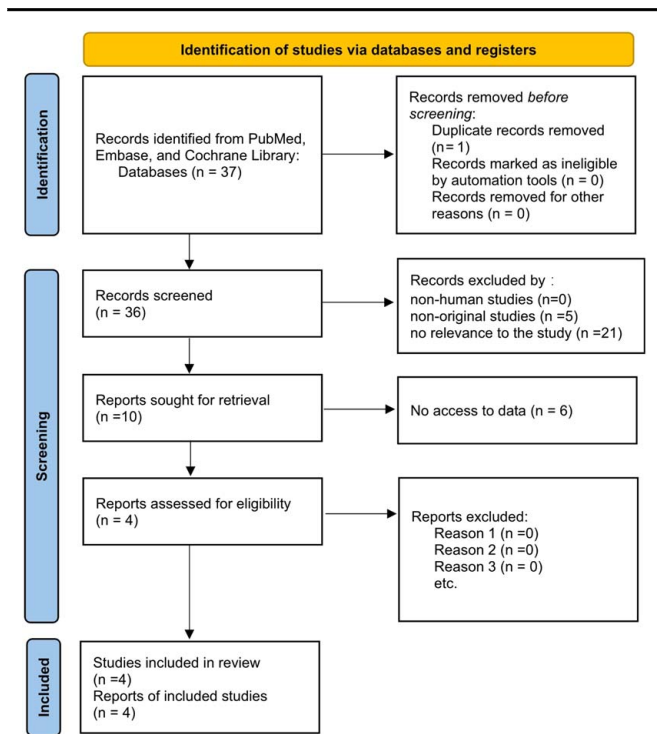 Identification of studies via databases and registers
Identification
Records identified from PubMed,
Embase, and Cochrane Library:
Databases (n = 37)
Records removed before
screening:
Duplicate records removed
(n= 1)
Records marked as ineligible
by automation tools (n = 0)
Records removed for other
reasons (n = 0)
Screening
Records screened
(n = 36)
Records excluded by :
non-human studies (n=0)
non-original studies (n =5)
no relevance to the study (n =21)
Reports sought for retrieval
(n =10)
No access to data (n = 6)
Reports assessed for eligibility
(n = 4)
Reports excluded:
Reason 1 (n =0)
Reason 2 (n =0)
Reason 3 (n = 0)
etc.
Included
Studies included in review
(n =4)
Reports of included studies
(n = 4)